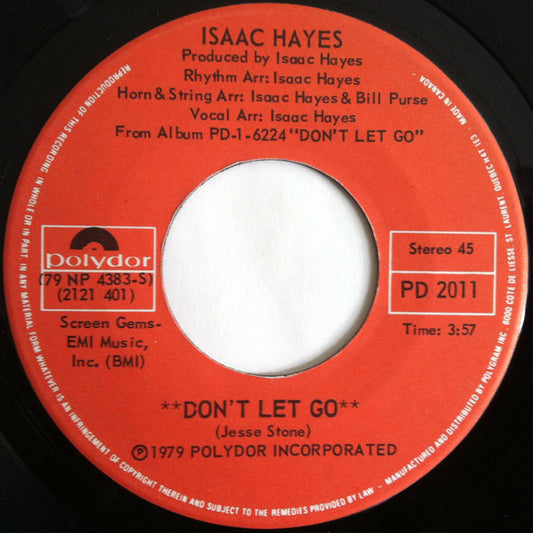 ISAAC HAYES
Produced by Isaac Hayes
Rhythm Arr: Isaac Hayes
Horn & String Arr: Isaac Hayes & Bill Purse
Vocal Arr: Isaac Hayes
From Album PD-1-6224 "DON'T LET GO"
polydor
(79 NP 4383-S)
(2121 401)
Screen Gems-
EMI Music,
Inc. (BMI)
Stereo 45
PD 2011
Time: 3:57
**DON'T LET GO**
(Jesse Stone)
Ⓟ1979 POLYDOR INCORPORATED
REPRODUCTION OF THIS RECORDING IN WHOLE OR IN PART, IN ANY MATERIAL FORM WHATEVER IS AN INFRINGEMENT OF COPYRIGHT THEREIN AND SUBJECT TO THE REMEDIES PROVIDED BY LAW – MANUFACTURED AND DISTRIBUTED BY POLYGRAM INC. 6000 COTE DE LIESSE, ST LAURENT, QUEBEC H4T 1E3 – MADE IN CANADA –